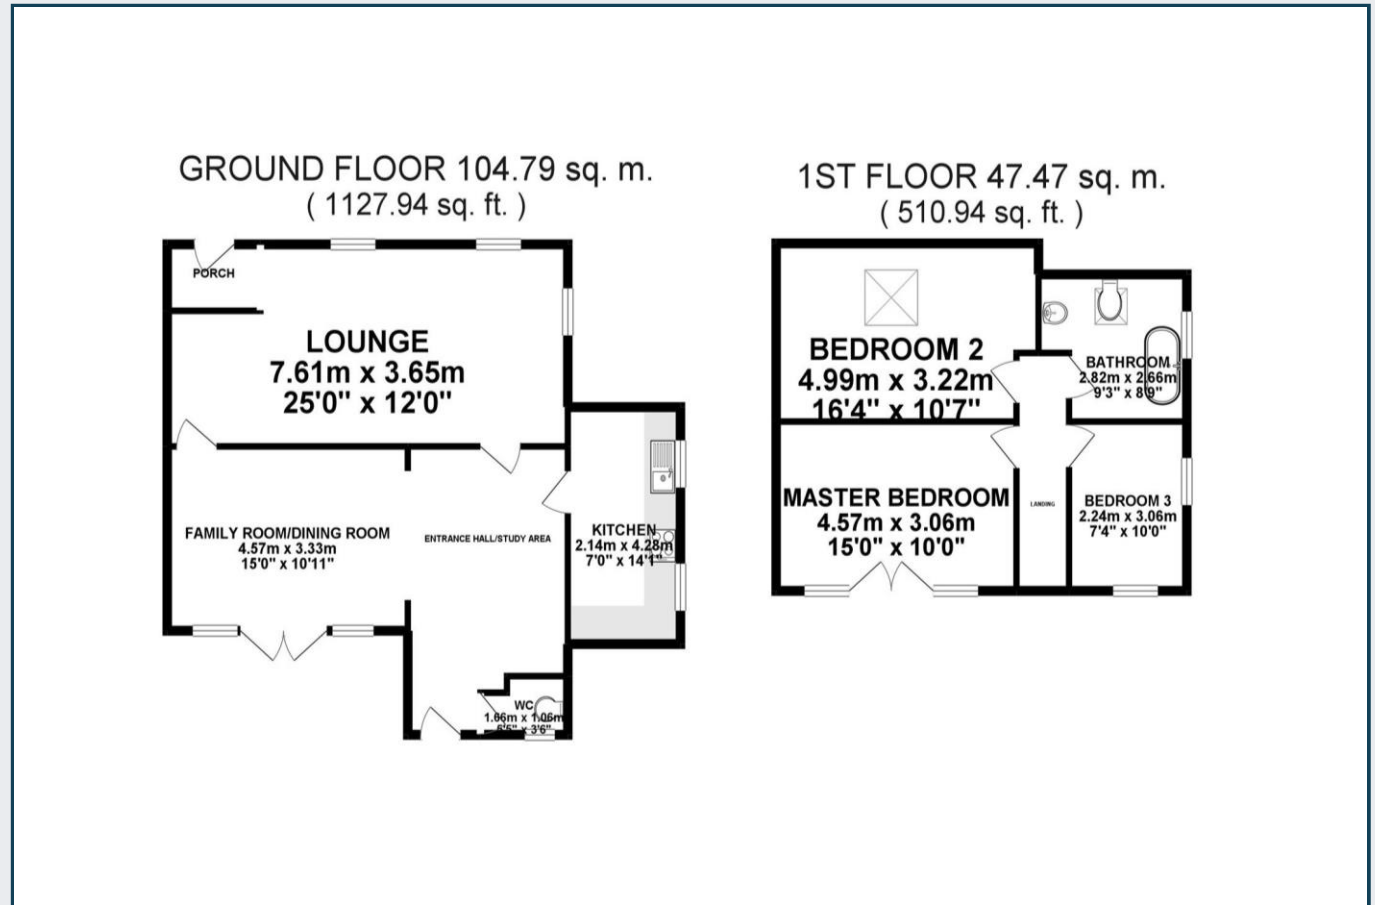 GROUND FLOOR 104.79 sq. m.
( 1127.94 sq. ft. )
PORCH
LOUNGE
7.61m x 3.65m
25'0" x 12'0"
FAMILY ROOM/DINING ROOM
4.57m x 3.33m
15'0" x 10'11"
ENTRANCE HALL/STUDY AREA
KITCHEN
2.14m x 4.28m
7'0" x 14'1"
WC
1.66m x 1.06m
5'5" x 3'6"
1ST FLOOR 47.47 sq. m.
( 510.94 sq. ft. )
BEDROOM 2
4.99m x 3.22m
16'4" x 10'7"
BATHROOM
2.82m x 2.66m
9'3" x 8'9"
MASTER BEDROOM
4.57m x 3.06m
15'0" x 10'0"
LANDING
BEDROOM 3
2.24m x 3.06m
7'4" x 10'0"